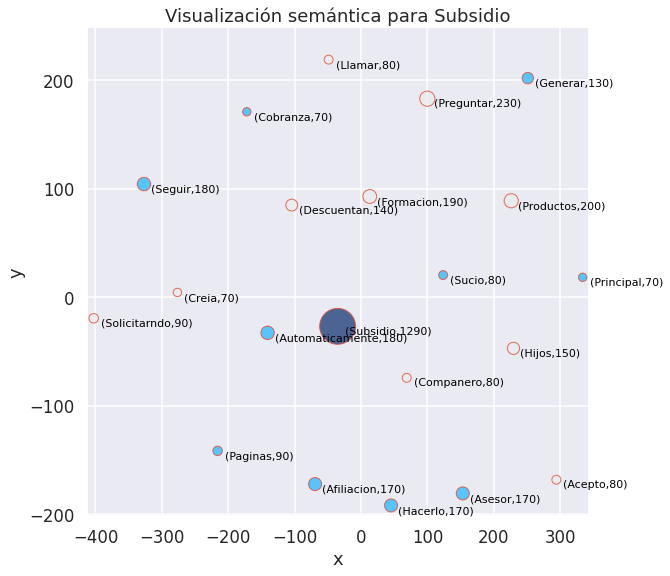 Visualización semántica para Subsidio
(Llamar,80)
(Generar,130)
(Preguntar,230)
(Cobranza,70)
(Seguir,180)
(Descuentan,140)
(Formacion,190)
(Productos,200)
(Sucio,80)
(Principal,70)
(Creia,70)
(Solicitarndo,90)
(Subsidio,1290)
(Automaticamente,180)
(Hijos,150)
(Companero,80)
(Paginas,90)
(Afiliacion,170)
(Hacerlo,170)
(Asesor,170)
(Acepto,80)
y
200
100
0
−100
−200
−400 −300 −200 −100 0 100 200 300
x